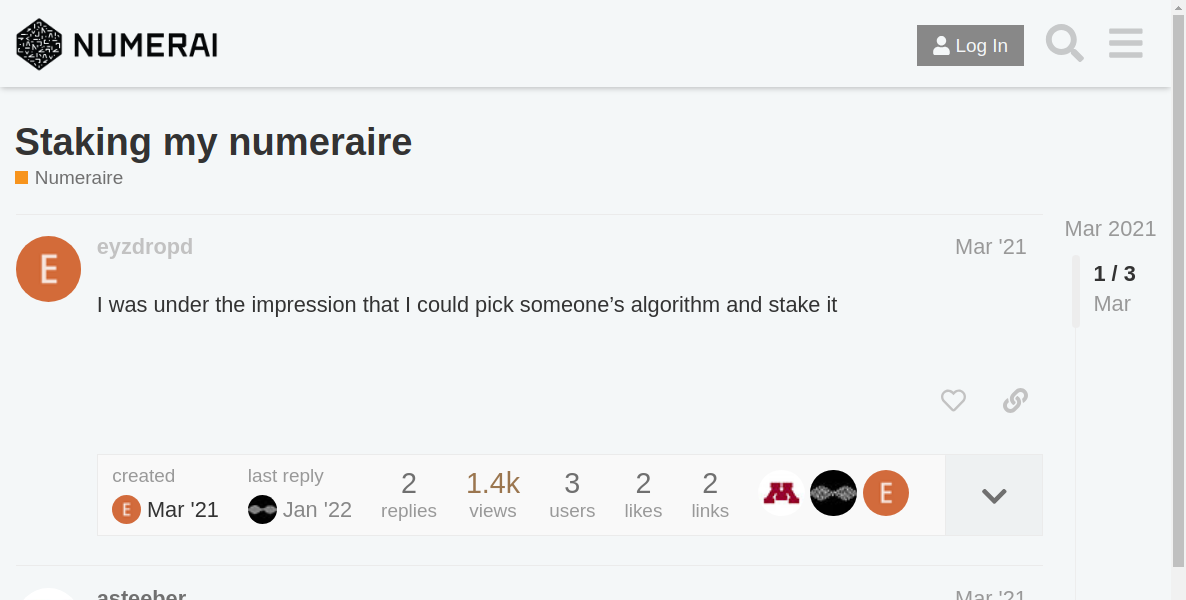 NUMERAI
Log In
Staking my numeraire
Numeraire
Mar 2021
eyzdropd
Mar '21
1 / 3
Mar
I was under the impression that I could pick someone’s algorithm and stake it
created
last reply
2
1.4k
3
2
2
E
Mar '21
Jan '22
replies
views
users
likes
links
M
E
asteeber
Mar '21